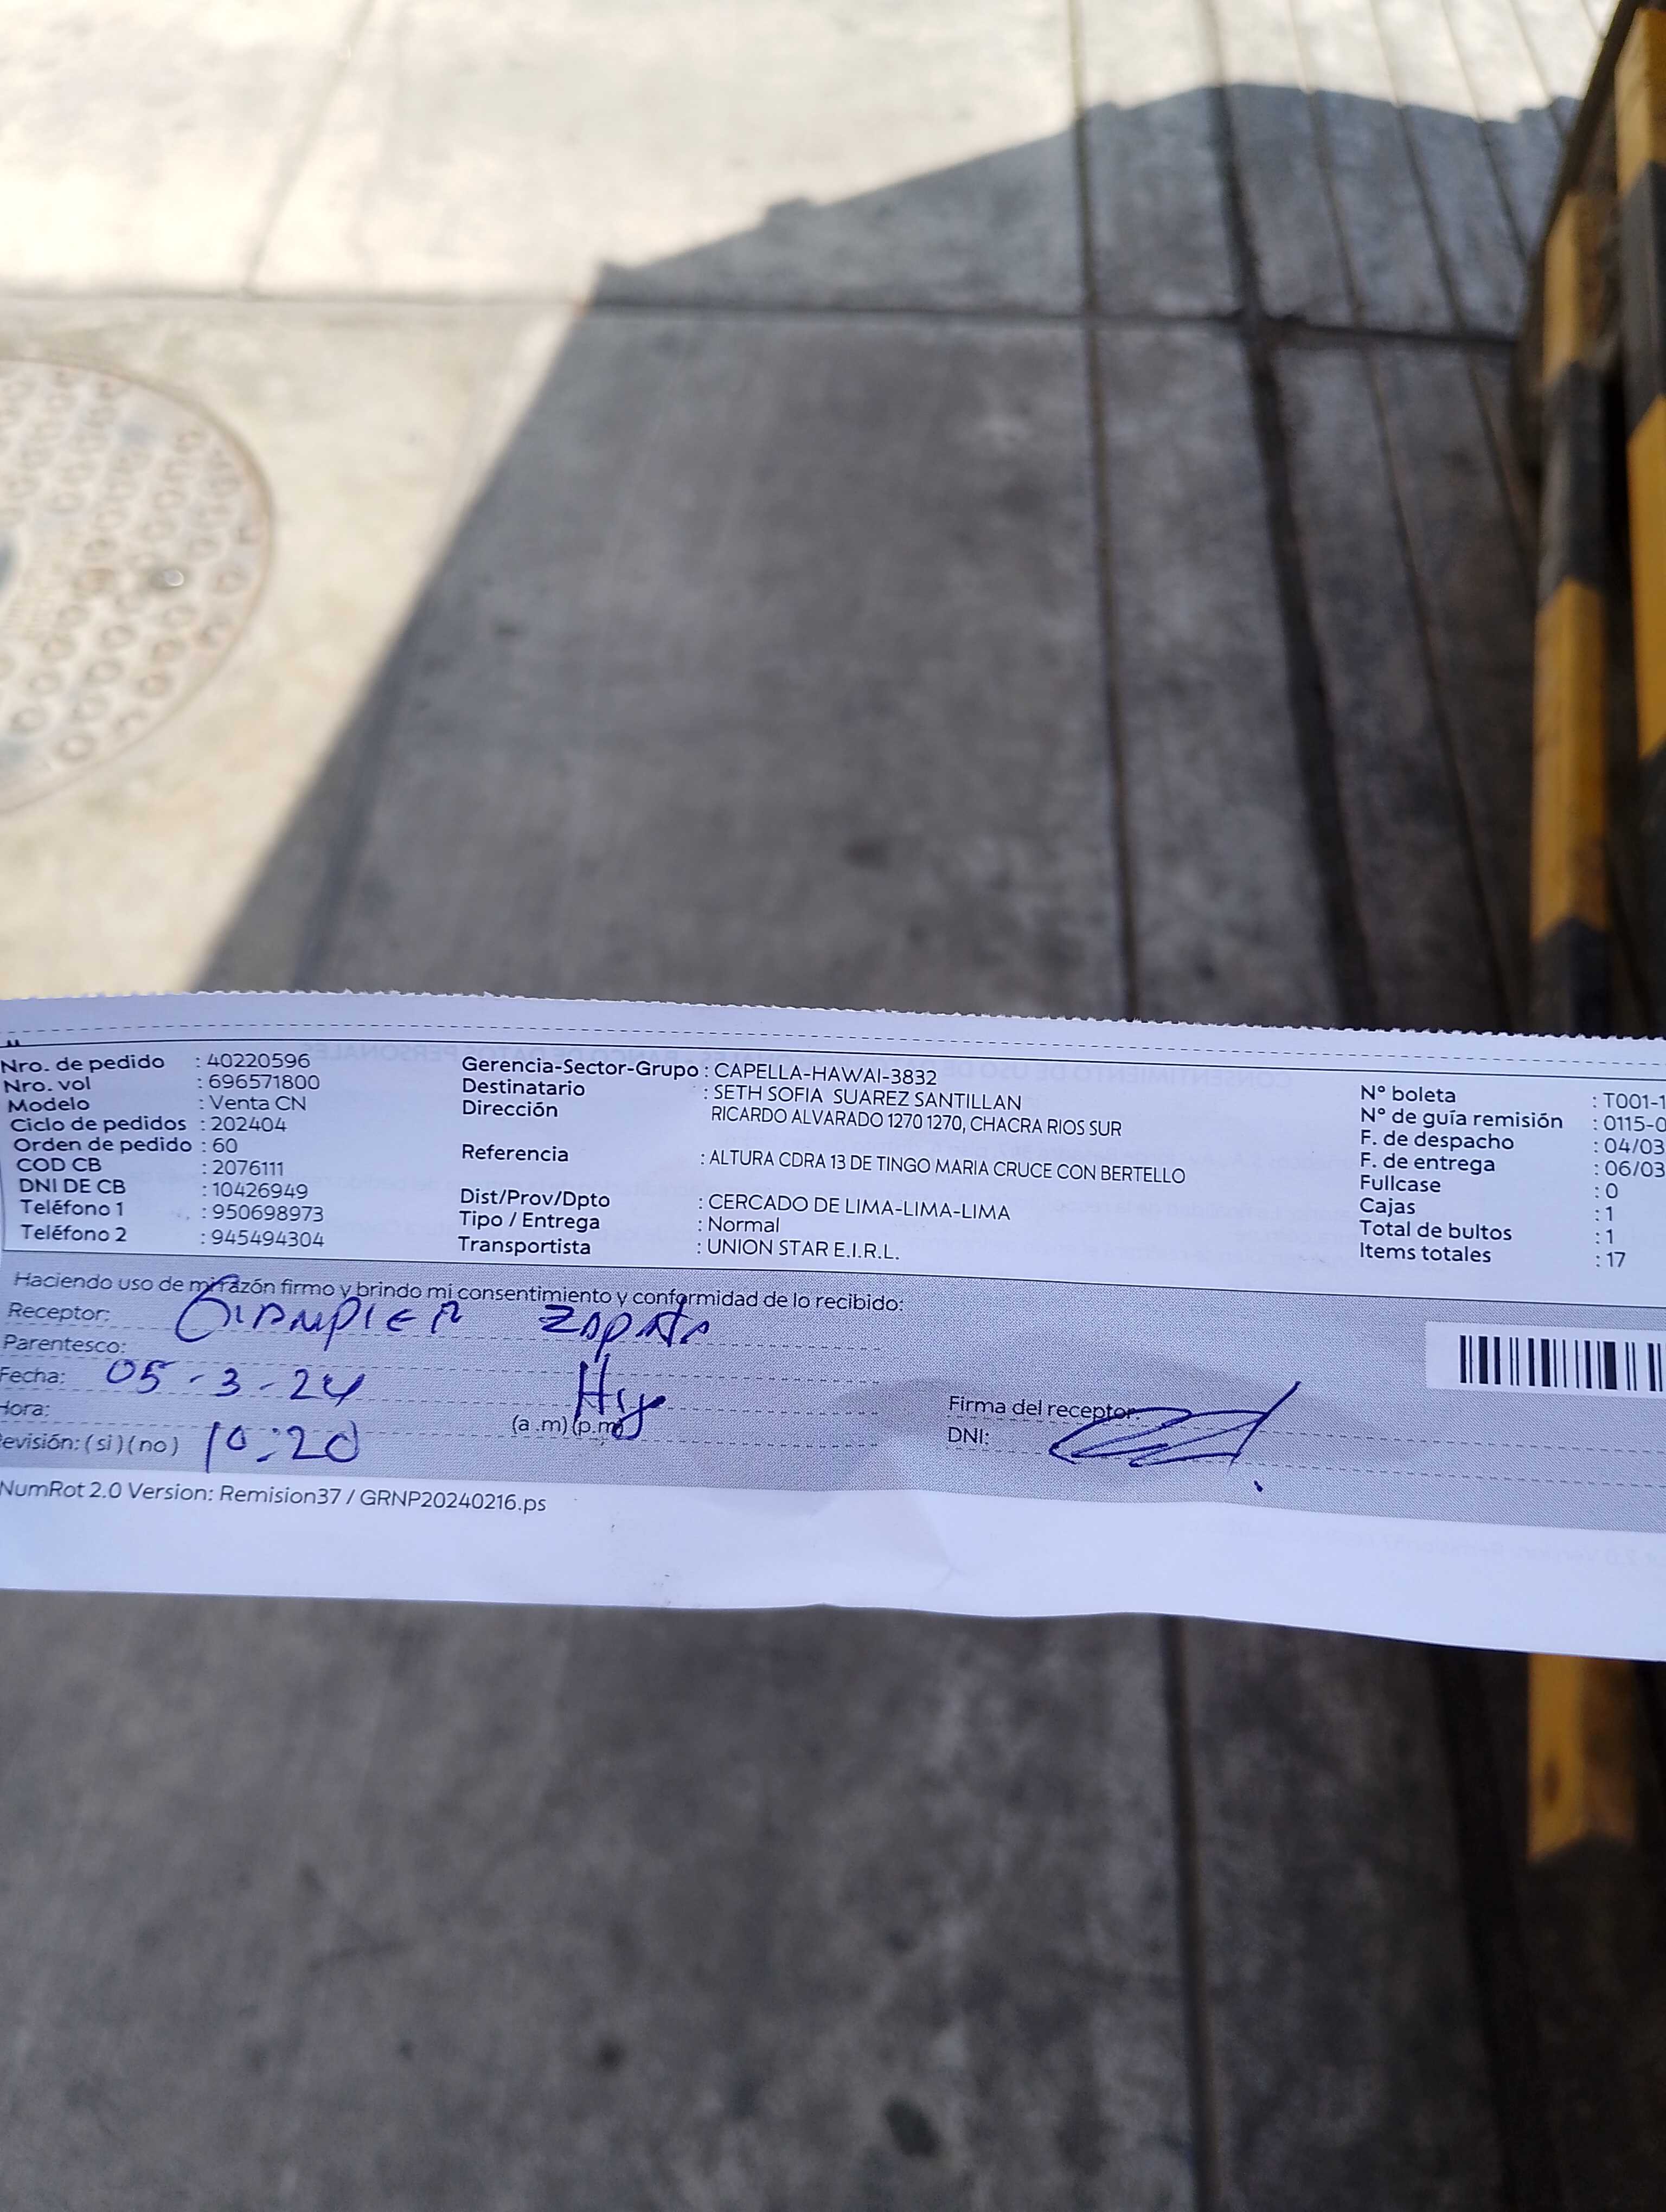 Nro. de pedido : 40220596
Nro. vol : 696571800
Modelo : Venta CN
Ciclo de pedidos : 202404
Orden de pedido : 60
COD CB : 2076111
DNI DE CB : 10426949
Teléfono 1 : 950698973
Teléfono 2 : 945494304
Gerencia-Sector-Grupo : CAPELLA-HAWAI-3832
Destinatario : SETH SOFIA SUAREZ SANTILLAN
Dirección RICARDO ALVARADO 1270 1270, CHACRA RIOS SUR
Referencia : ALTURA CDRA 13 DE TINGO MARIA CRUCE CON BERTELLO
Dist/Prov/Dpto : CERCADO DE LIMA-LIMA-LIMA
Tipo / Entrega : Normal
Transportista : UNION STAR E.I.R.L.
N° boleta : T001-1
N° de guía remisión : 0115-0
F. de despacho : 04/03
F. de entrega : 06/03
Fullcase : 0
Cajas : 1
Total de bultos : 1
Items totales : 17
Haciendo uso de mi razón firmo y brindo mi consentimiento y conformidad de lo recibido:
Receptor: GIANPIER ZAPATA
Parentesco:
Fecha: 05-3-24
Hora: (a.m) (p.m)
evisión: (si) (no) 10:20
Firma del receptor:
DNI:
NumRot 2.0 Version: Remision37 / GRNP20240216.ps